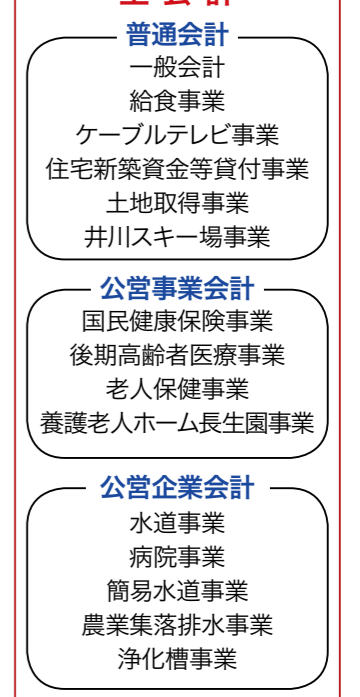 全会計
普通会計
一般会計
給食事業
ケーブルテレビ事業
住宅新築資金等貸付事業
土地取得事業
井川スキー場事業
公営事業会計
国民健康保険事業
後期高齢者医療事業
老人保健事業
養護老人ホーム長生園事業
公営企業会計
水道事業
病院事業
簡易水道事業
農業集落排水事業
浄化槽事業